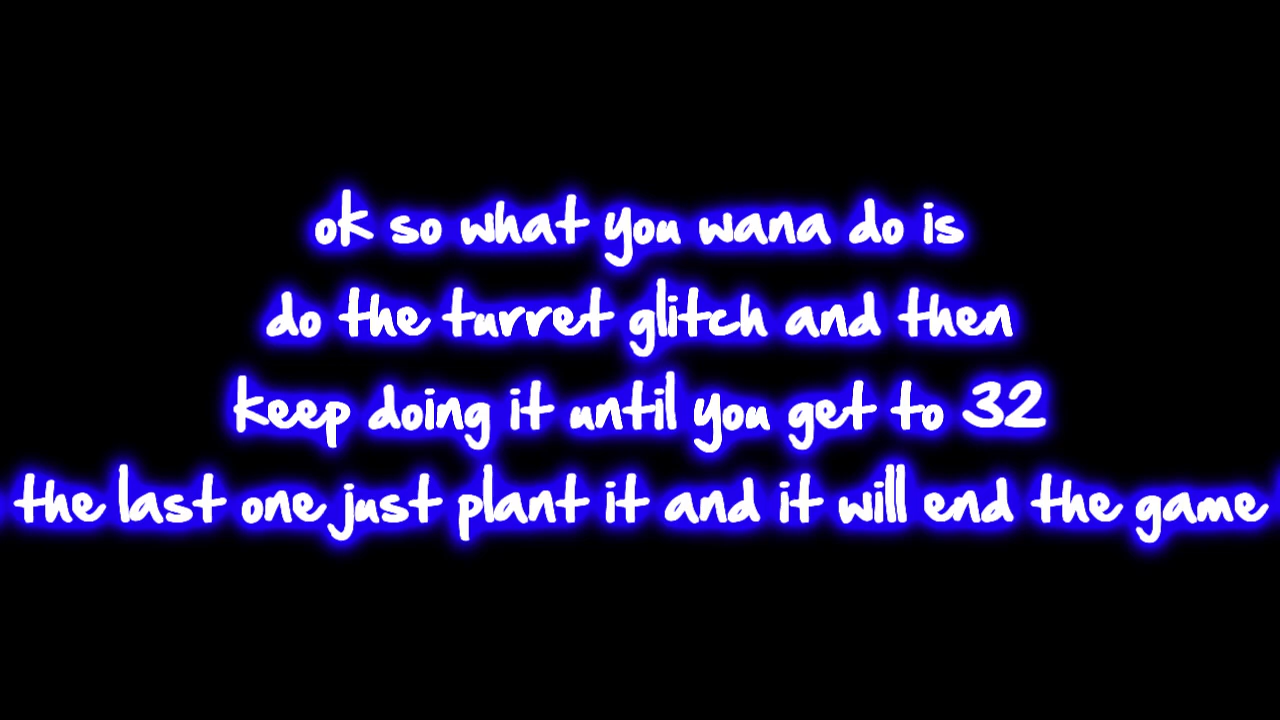 ok so what you wana do is
do the turret glitch and then
keep doing it until you get to 32
the last one just plant it and it will end the game